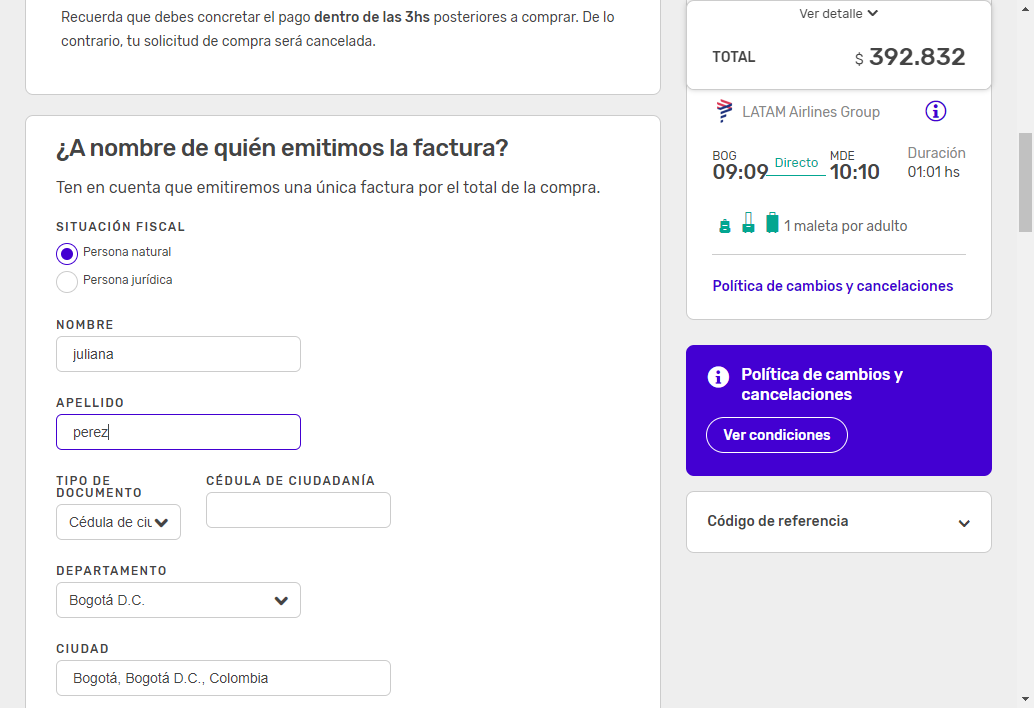 Recuerda que debes concretar el pago dentro de las 3hs posteriores a comprar. De lo
contrario, tu solicitud de compra será cancelada.
¿A nombre de quién emitimos la factura?
Ten en cuenta que emitiremos una única factura por el total de la compra.
SITUACIÓN FISCAL
Persona natural
Persona jurídica
NOMBRE
juliana
APELLIDO
perez
TIPO DE
DOCUMENTO
Cédula de ciu
CÉDULA DE CIUDADANÍA
DEPARTAMENTO
Bogotá D.C.
CIUDAD
Bogotá, Bogotá D.C., Colombia
Ver detalle
TOTAL
$ 392.832
LATAM Airlines Group
BOG
09:09
Directo
MDE
10:10
Duración
01:01 hs
1 maleta por adulto
Política de cambios y cancelaciones
Política de cambios y
cancelaciones
Ver condiciones
Código de referencia